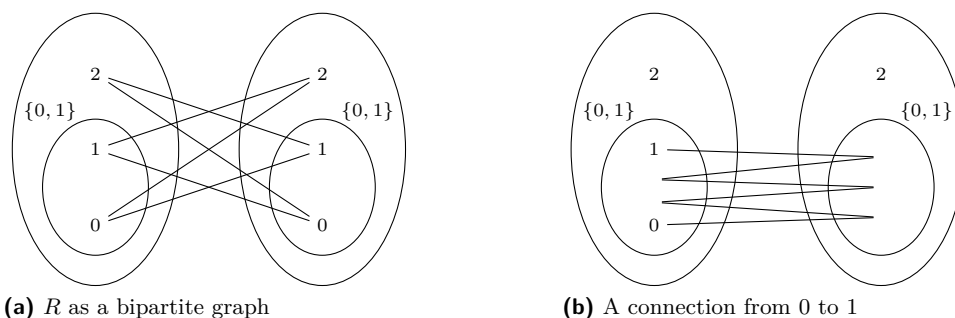 2 2
{0, 1} {0, 1}
1 1
0 0
(a) R as a bipartite graph
2 2
{0, 1} {0, 1}
1
0
(b) A connection from 0 to 1